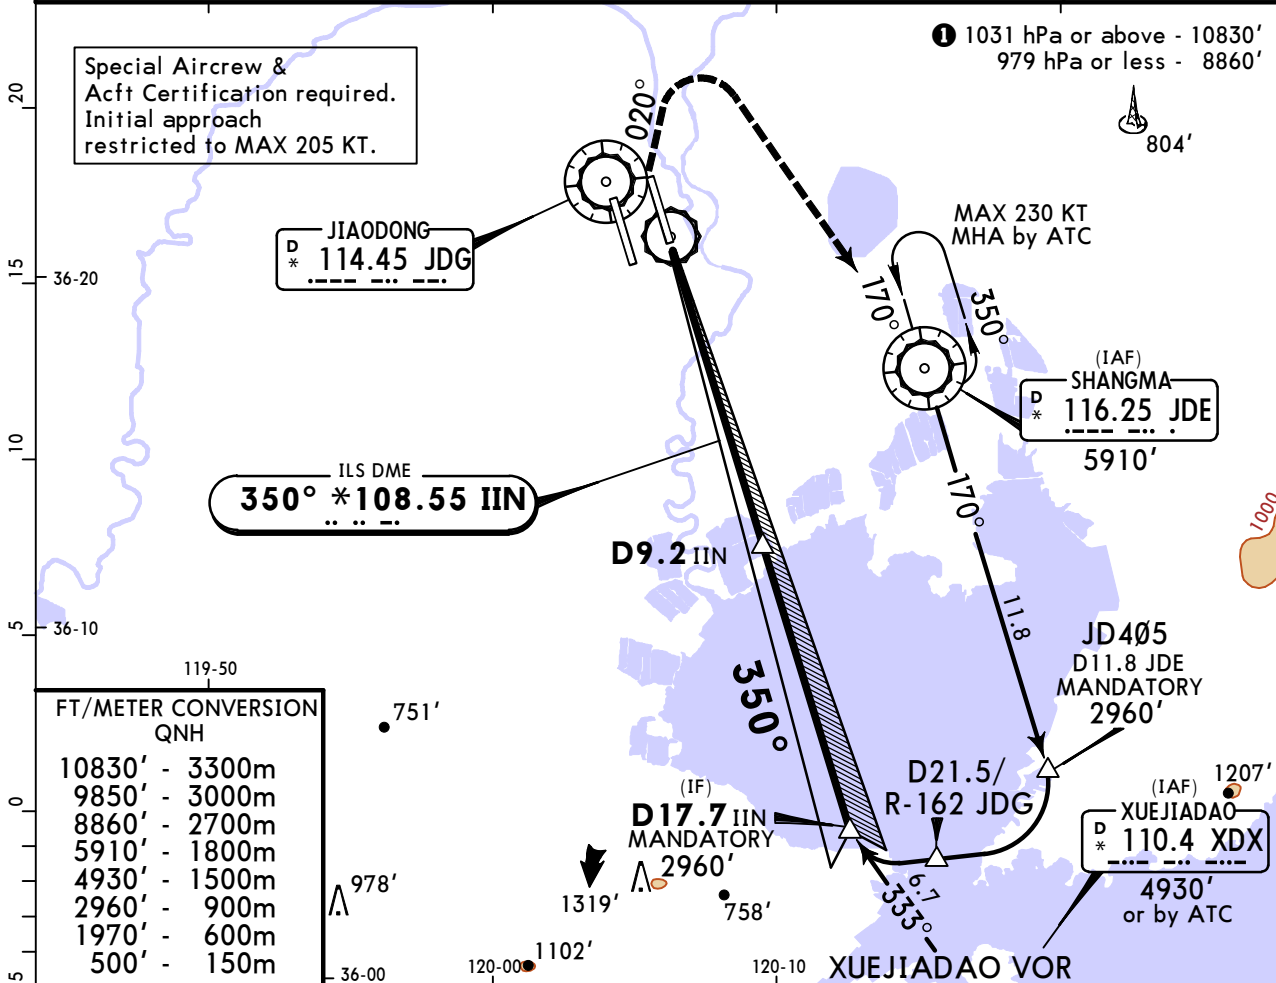 ❶ 1031 hPa or above - 10830'
979 hPa or less - 8860'
Special Aircrew &
Acft Certification required.
Initial approach
restricted to MAX 205 KT.
020°
804'
JIAODONG
D
* 114.45 JDG
MAX 230 KT
MHA by ATC
170°
350°
(IAF)
SHANGMA
D
* 116.25 JDE
5910'
ILS DME
350° *108.55 IIN
170°
1000
D9.2 IIN
11.8
JD4Ø5
D11.8 JDE
MANDATORY
2960'
350°
119-50
FT/METER CONVERSION
QNH
10830' - 3300m
9850' - 3000m
8860' - 2700m
5910' - 1800m
4930' - 1500m
2960' - 900m
1970' - 600m
500' - 150m
751'
978'
(IF)
D17.7 IIN
MANDATORY
2960'
D21.5/
R-162 JDG
1207'
(IAF)
XUEJIADAO
D
* 110.4 XDX
4930'
or by ATC
1319'
758'
6.7
333°
1102'
XUEJIADAO VOR
20
15
10
5
0
5
36-20
36-10
36-00
120-00
120-10